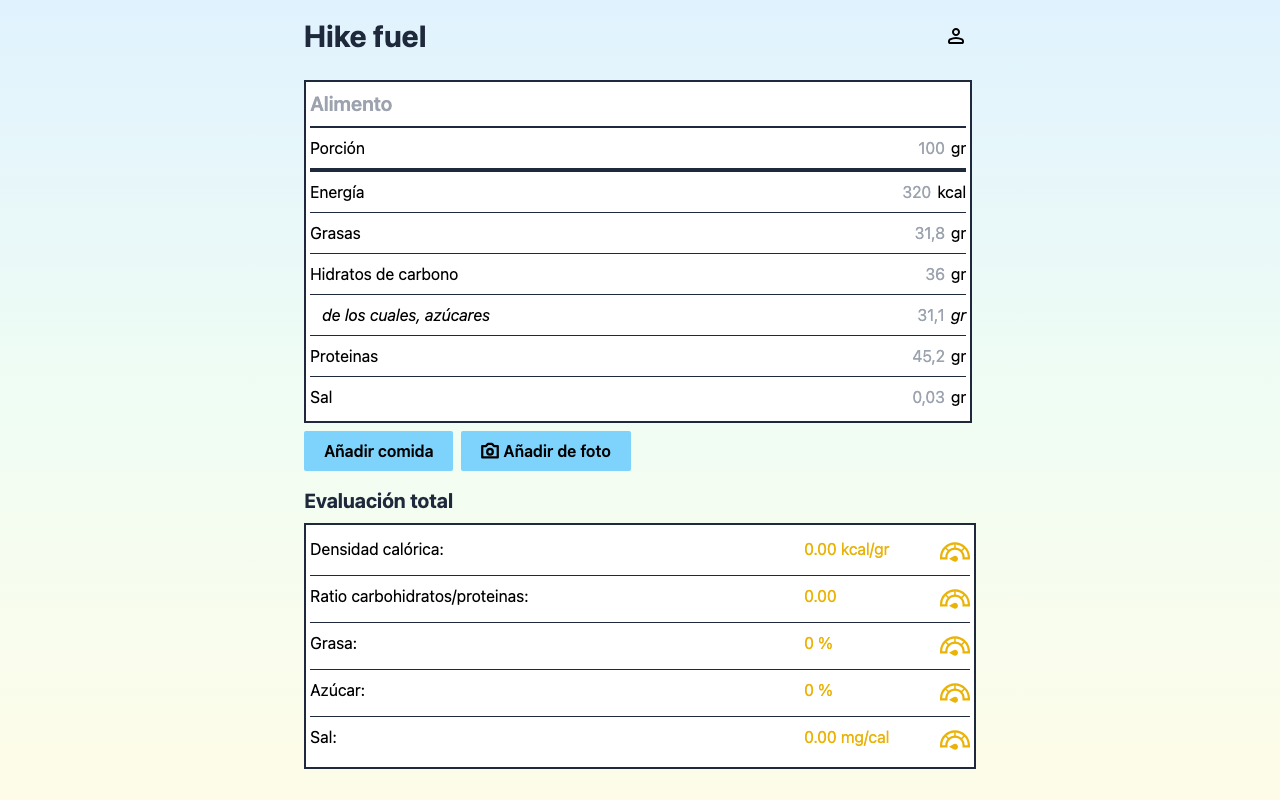 Hike fuel
Alimento
Porción 100 gr
Energía 320 kcal
Grasas 31,8 gr
Hidratos de carbono 36 gr
de los cuales, azúcares 31,1 gr
Proteinas 45,2 gr
Sal 0,03 gr
Añadir comida Añadir de foto
Evaluación total
Densidad calórica: 0.00 kcal/gr
Ratio carbohidratos/proteinas: 0.00
Grasa: 0 %
Azúcar: 0 %
Sal: 0.00 mg/cal